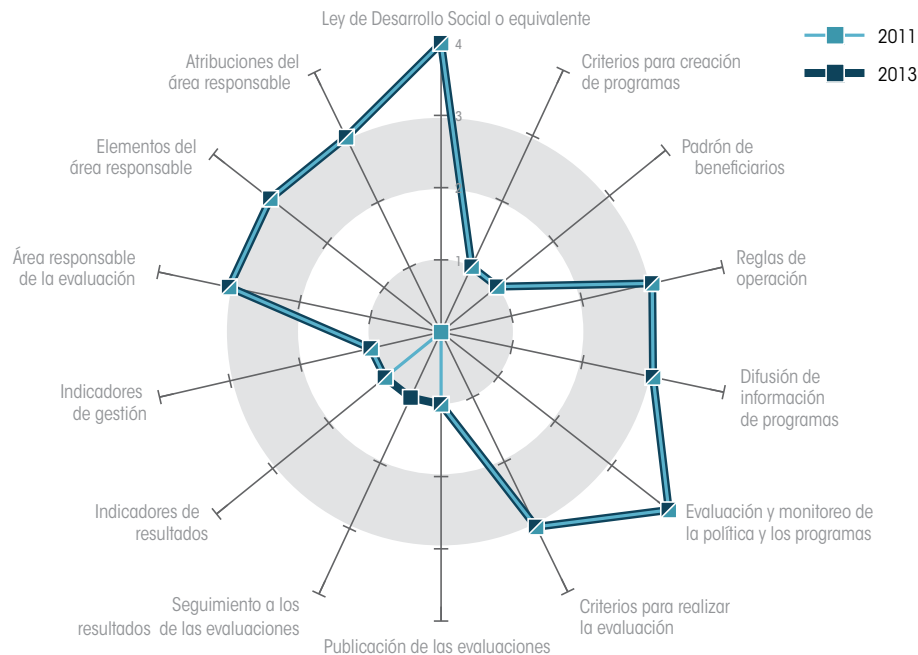 Ley de Desarrollo Social o equivalente
2011
2013
4
3
2
1
Criterios para creación
de programas
Padrón de
beneficiarios
Reglas de
operación
Difusión de
información
de programas
Evaluación y monitoreo de
la política y los programas
Criterios para realizar
la evaluación
Publicación de las evaluaciones
Seguimiento a los
resultados de las evaluaciones
Indicadores de
resultados
Indicadores
de gestión
Área responsable
de la evaluación
Elementos del
área responsable
Atribuciones del
área responsable